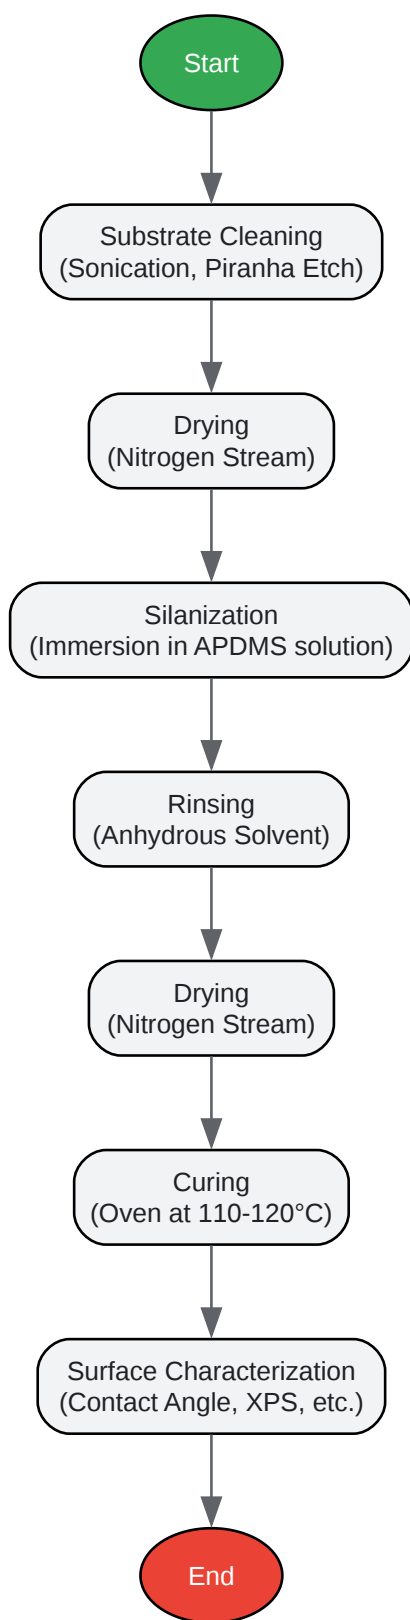 Start
Substrate Cleaning
(Sonication, Piranha Etch)
Drying
(Nitrogen Stream)
Silanization
(Immersion in APDMS solution)
Rinsing
(Anhydrous Solvent)
Drying
(Nitrogen Stream)
Curing
(Oven at 110-120°C)
Surface Characterization
(Contact Angle, XPS, etc.)
End